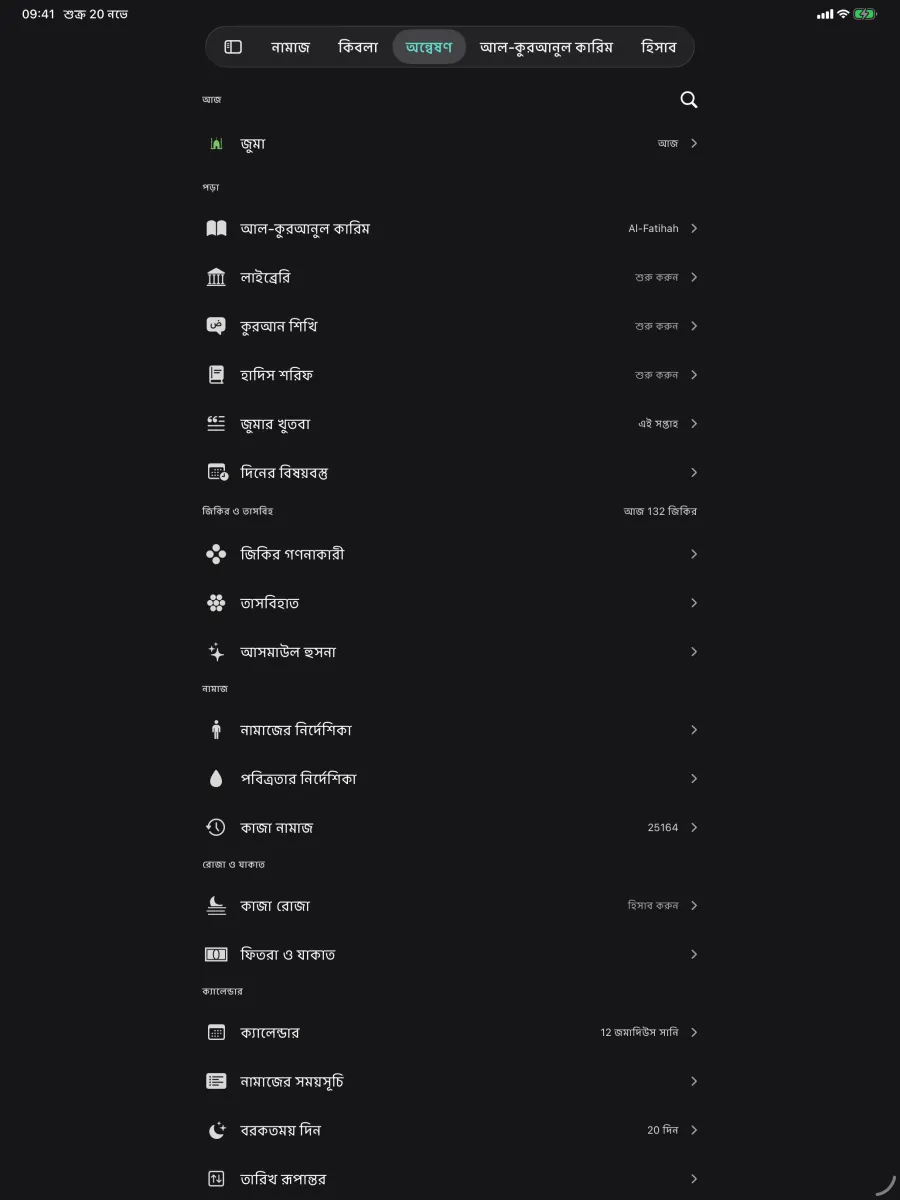 09:41 শুক্র 20 নভে
নামাজ কিবলা অন্বেষণ আল-কুরআনুল কারিম হিসাব
আজ
জুমা আজ
পড়া
আল-কুরআনুল কারিম Al-Fatihah
লাইব্রেরি শুরু করুন
কুরআন শিখি শুরু করুন
হাদিস শরিফ শুরু করুন
জুমার খুতবা এই সপ্তাহ
দিনের বিষয়বস্তু
জিকির ও তাসবিহ আজ 132 জিকির
জিকির গণনাকারী
তাসবিহাত
আসমাউল হুসনা
নামাজ
নামাজের নির্দেশিকা
পবিত্রতার নির্দেশিকা
কাজা নামাজ 25164
রোজা ও যাকাত
কাজা রোজা হিসাব করুন
ফিতরা ও যাকাত
ক্যালেন্ডার
ক্যালেন্ডার 12 জমাদিউস সানি
নামাজের সময়সূচি
বরকতময় দিন 20 দিন
তারিখ রূপান্তর